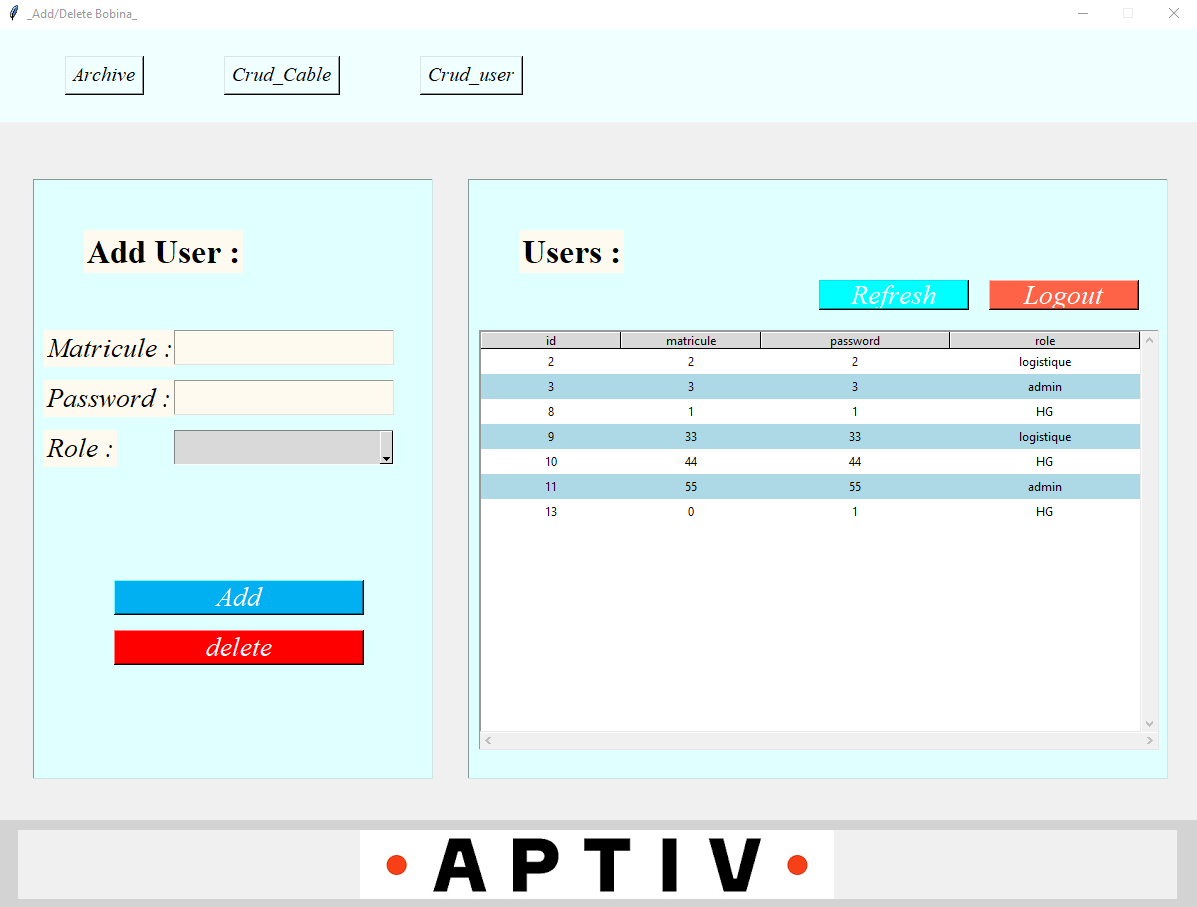 _Add/Delete Bobina_
Archive Crud_Cable Crud_user
Add User :
Matricule :
Password :
Role :
Add
delete
Users :
Refresh Logout
id matricule password role
2 2 2 logistique
3 3 3 admin
8 1 1 HG
9 33 33 logistique
10 44 44 HG
11 55 55 admin
13 0 1 HG
• A P T I V •